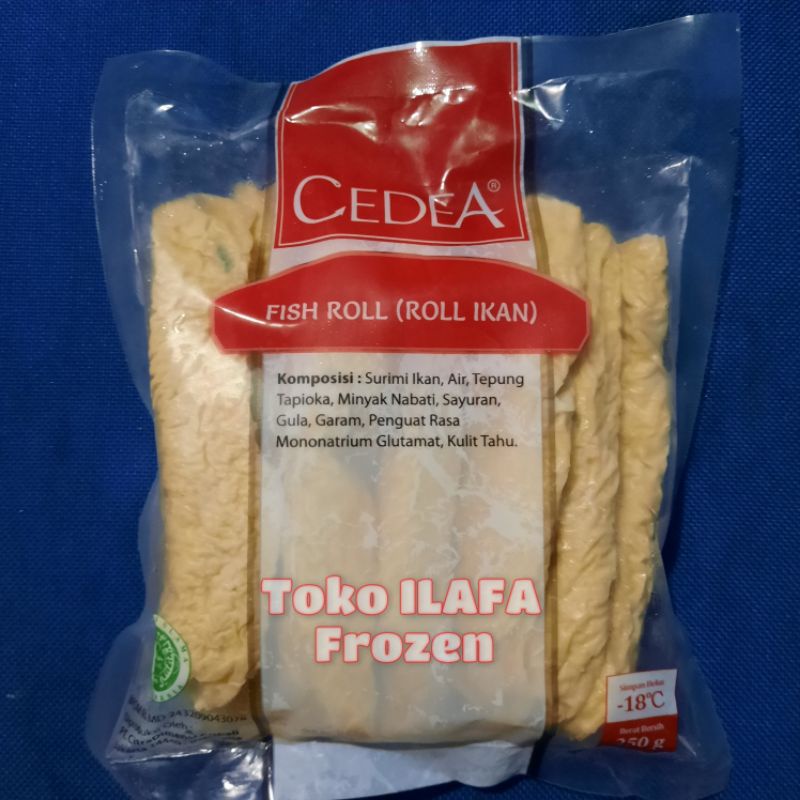 CEDEA®
FISH ROLL (ROLL IKAN)
Komposisi : Surimi Ikan, Air, Tepung
Tapioka, Minyak Nabati, Sayuran,
Gula, Garam, Penguat Rasa
Mononatrium Glutamat, Kulit Tahu.
Toko ILAFA
Frozen
Simpan Beku
-18°C
Berat Bersih
250 g